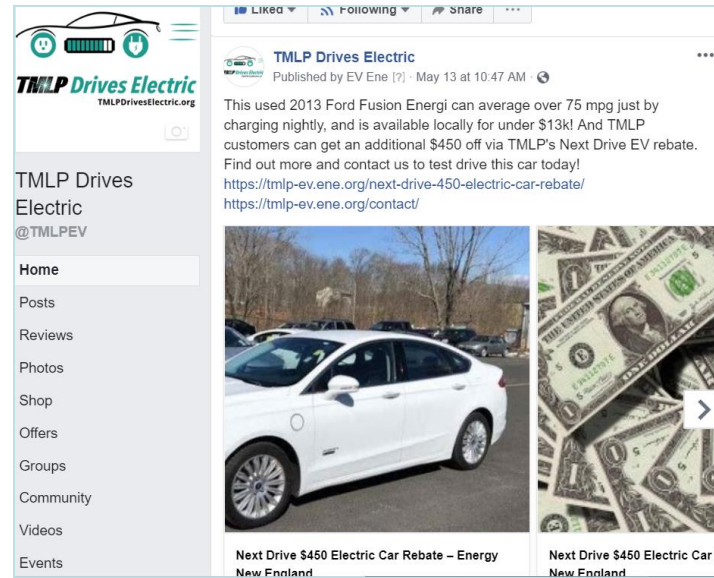 Liked
Following
Share
...
TMLP Drives Electric
TMLPDrivesElectric.org
TMLP Drives
Electric
@TMLPEV
Home
Posts
Reviews
Photos
Shop
Offers
Groups
Community
Videos
Events
TMLP Drives Electric
Published by EV Ene [?] · May 13 at 10:47 AM ·
This used 2013 Ford Fusion Energi can average over 75 mpg just by
charging nightly, and is available locally for under $13k! And TMLP
customers can get an additional $450 off via TMLP's Next Drive EV rebate.
Find out more and contact us to test drive this car today!
https://tmlp-ev.ene.org/next-drive-450-electric-car-rebate/
https://tmlp-ev.ene.org/contact/
Next Drive $450 Electric Car Rebate – Energy
New England
Next Drive $450 Electric Car
New England